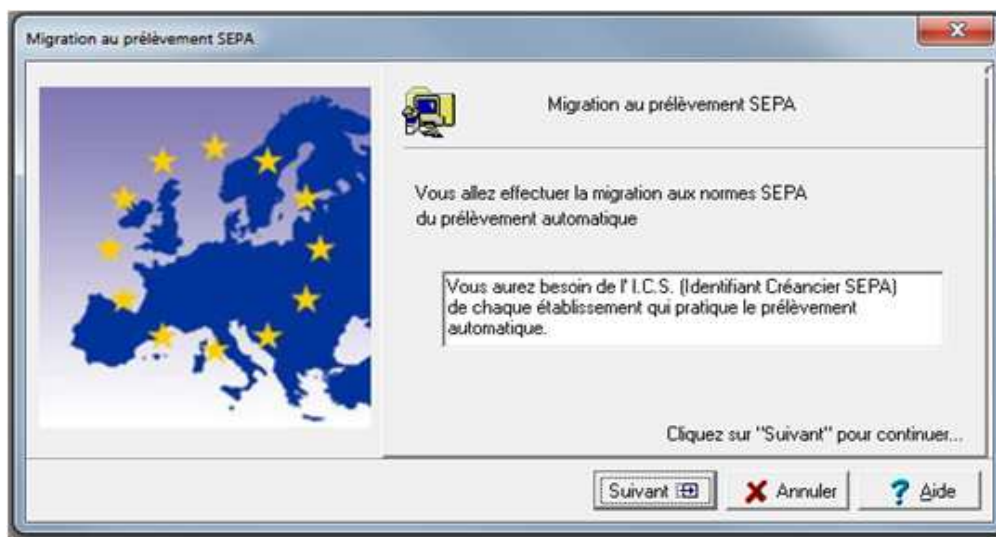 Migration au prélèvement SEPA
Migration au prélèvement SEPA
Vous allez effectuer la migration aux normes SEPA
du prélèvement automatique
Vous aurez besoin de l' I.C.S. (Identifiant Créancier SEPA)
de chaque établissement qui pratique le prélèvement
automatique.
Cliquez sur "Suivant" pour continuer...
Suivant
Annuler
Aide